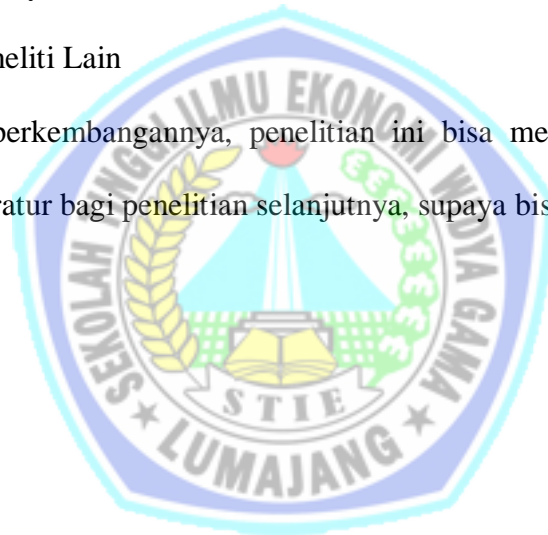 neliti Lain
perkembangannya, penelitian ini bisa me
ratur bagi penelitian selanjutnya, supaya bis
SEKOLAH TINGGI ILMU EKONOMI WIDYA GAMA
STIE
LUMAJANG